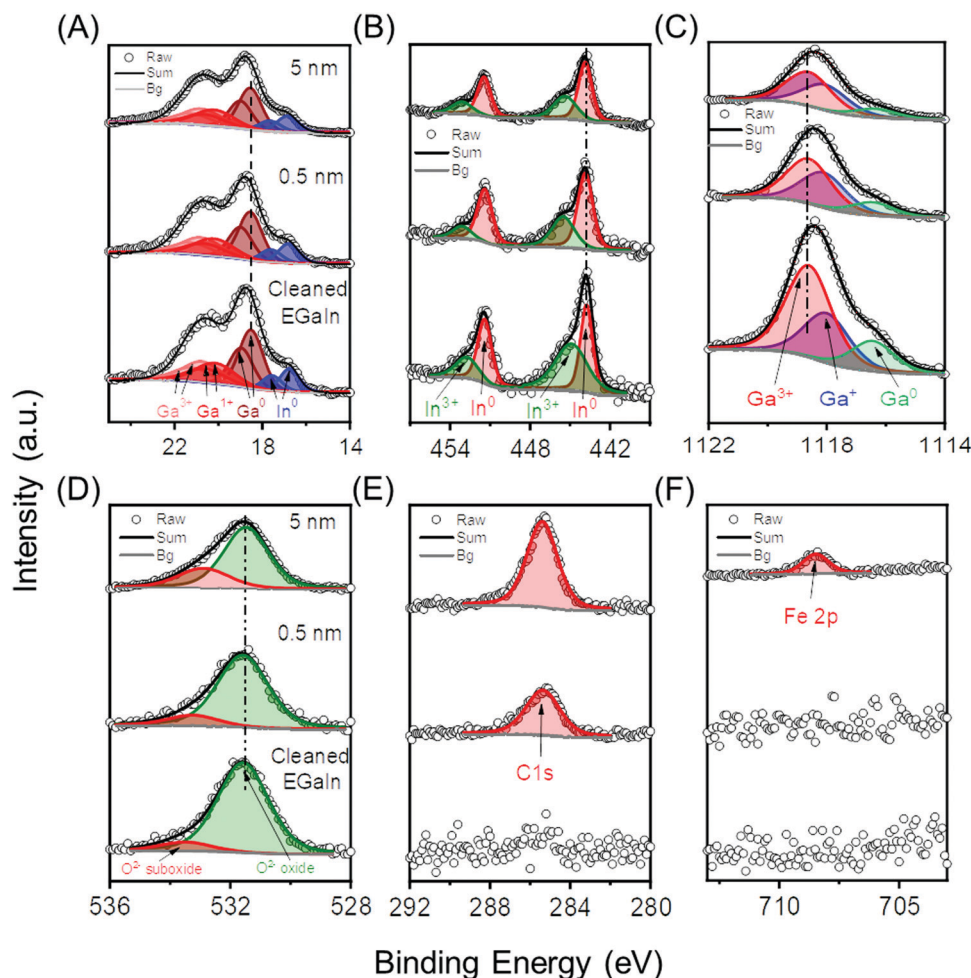 (A)
Raw
Sum
Bg
5 nm
0.5 nm
Cleaned
EGaIn
Ga3+ Ga1+ Ga0 In0
22 18 14
(B)
Raw
Sum
Bg
In3+ In0 In3+ In0
454 448 442
(C)
Raw
Sum
Bg
Ga3+ Ga+ Ga0
1122 1118 1114
(D)
Raw
Sum
Bg
5 nm
0.5 nm
Cleaned
EGaIn
O2- suboxide O2- oxide
536 532 528
(E)
Raw
Sum
Bg
C1s
292 288 284 280
(F)
Raw
Sum
Bg
Fe 2p
710 705
Intensity (a.u.)
Binding Energy (eV)